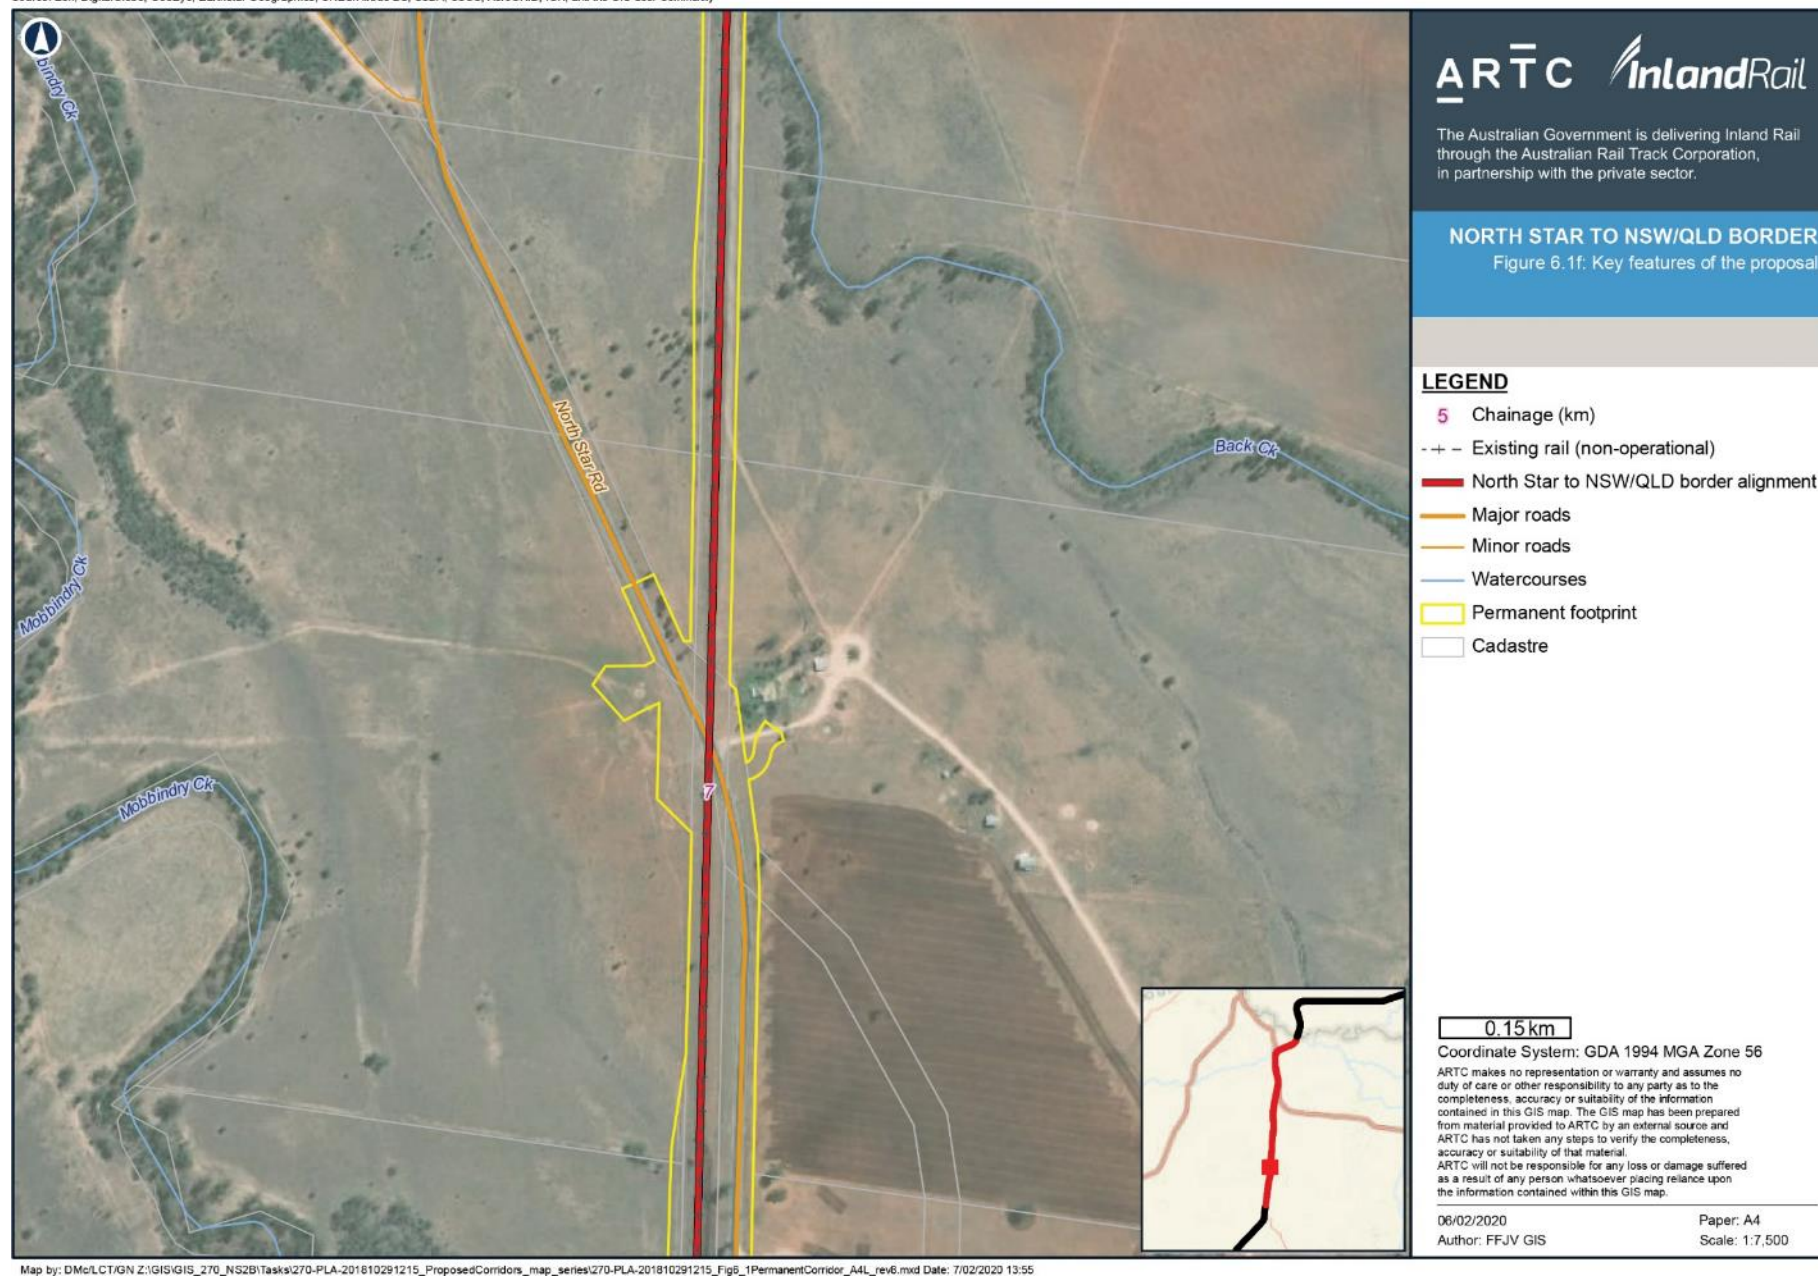 bindry Ck
North Star Rd
Back Ck
Mobbindry Ck
Mobbindry Ck
7
ARTC InlandRail
The Australian Government is delivering Inland Rail
through the Australian Rail Track Corporation,
in partnership with the private sector.
NORTH STAR TO NSW/QLD BORDER
Figure 6.1f: Key features of the proposal
LEGEND
5 Chainage (km)
Existing rail (non-operational)
North Star to NSW/QLD border alignment
Major roads
Minor roads
Watercourses
Permanent footprint
Cadastre
0.15 km
Coordinate System: GDA 1994 MGA Zone 56
ARTC makes no representation or warranty and assumes no
duty of care or other responsibility to any party as to the
completeness, accuracy or suitability of the information
contained in this GIS map. The GIS map has been prepared
from material provided to ARTC by an external source and
ARTC has not taken any steps to verify the completeness,
accuracy or suitability of that material.
ARTC will not be responsible for any loss or damage suffered
as a result of any person whatsoever placing reliance upon
the information contained within this GIS map.
06/02/2020 Paper: A4
Author: FFJV GIS Scale: 1:7,500
Map by: DMc/LCT/GN Z:\GIS\GIS_270_NS2B\Tasks\270-PLA-201810291215_ProposedCorridors_map_series\270-PLA-201810291215_Fig6_1PermanentCorridor_A4L_rev8.mxd Date: 7/02/2020 13:55